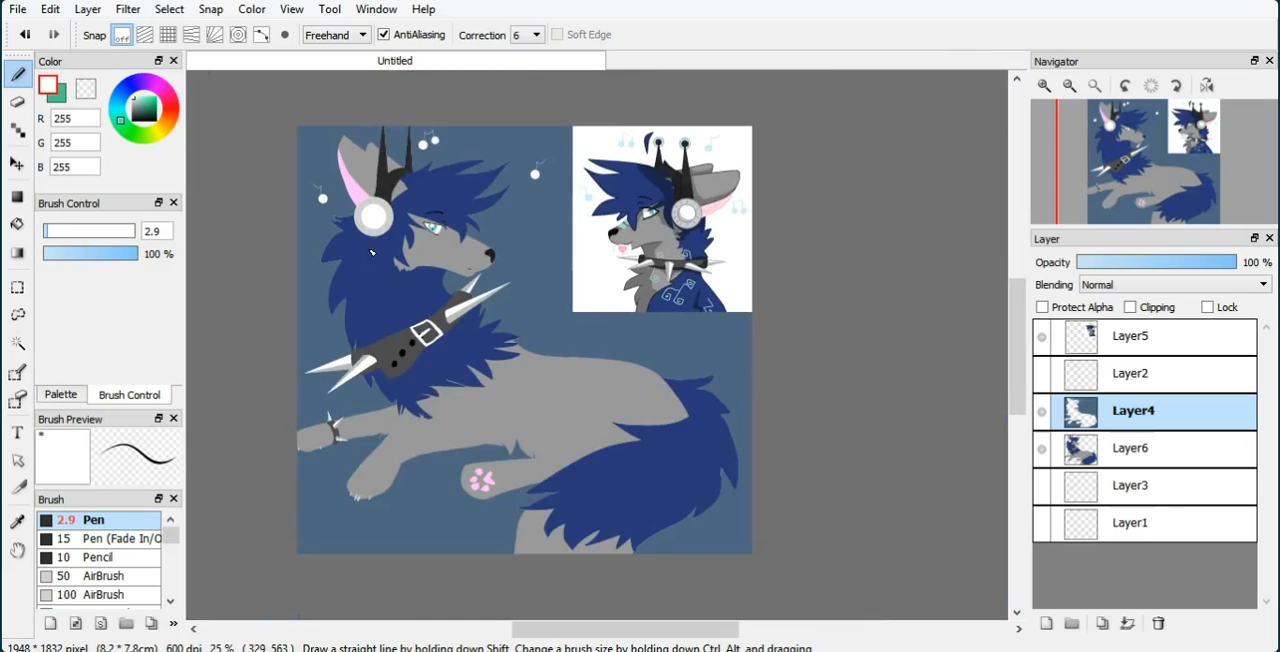 File Edit Layer Filter Select Snap Color View Tool Window Help
Snap off Freehand AntiAliasing Correction 6 Soft Edge
Color
Untitled
Navigator
R 255
G 255
B 255
Brush Control
2.9
100 %
Palette Brush Control
Brush Preview
Brush
2.9 Pen
15 Pen (Fade In/O
10 Pencil
50 AirBrush
100 AirBrush
Layer
Opacity 100 %
Blending Normal
Protect Alpha Clipping Lock
Layer5
Layer2
Layer4
Layer6
Layer3
Layer1
1948 * 1832 pixel (8.2 * 7.8cm) 600 dpi 25 % ( 329, 563 ) Draw a straight line by holding down Shift, Change a brush size by holding down Ctrl, Alt, and dragging